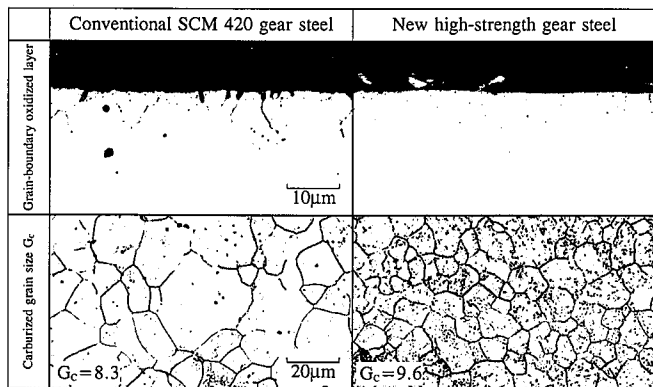 Conventional SCM 420 gear steel
New high-strength gear steel
Grain-boundary oxidized layer
10μm
Carburized grain size Gc
Gc=8.3
20μm
Gc=9.6